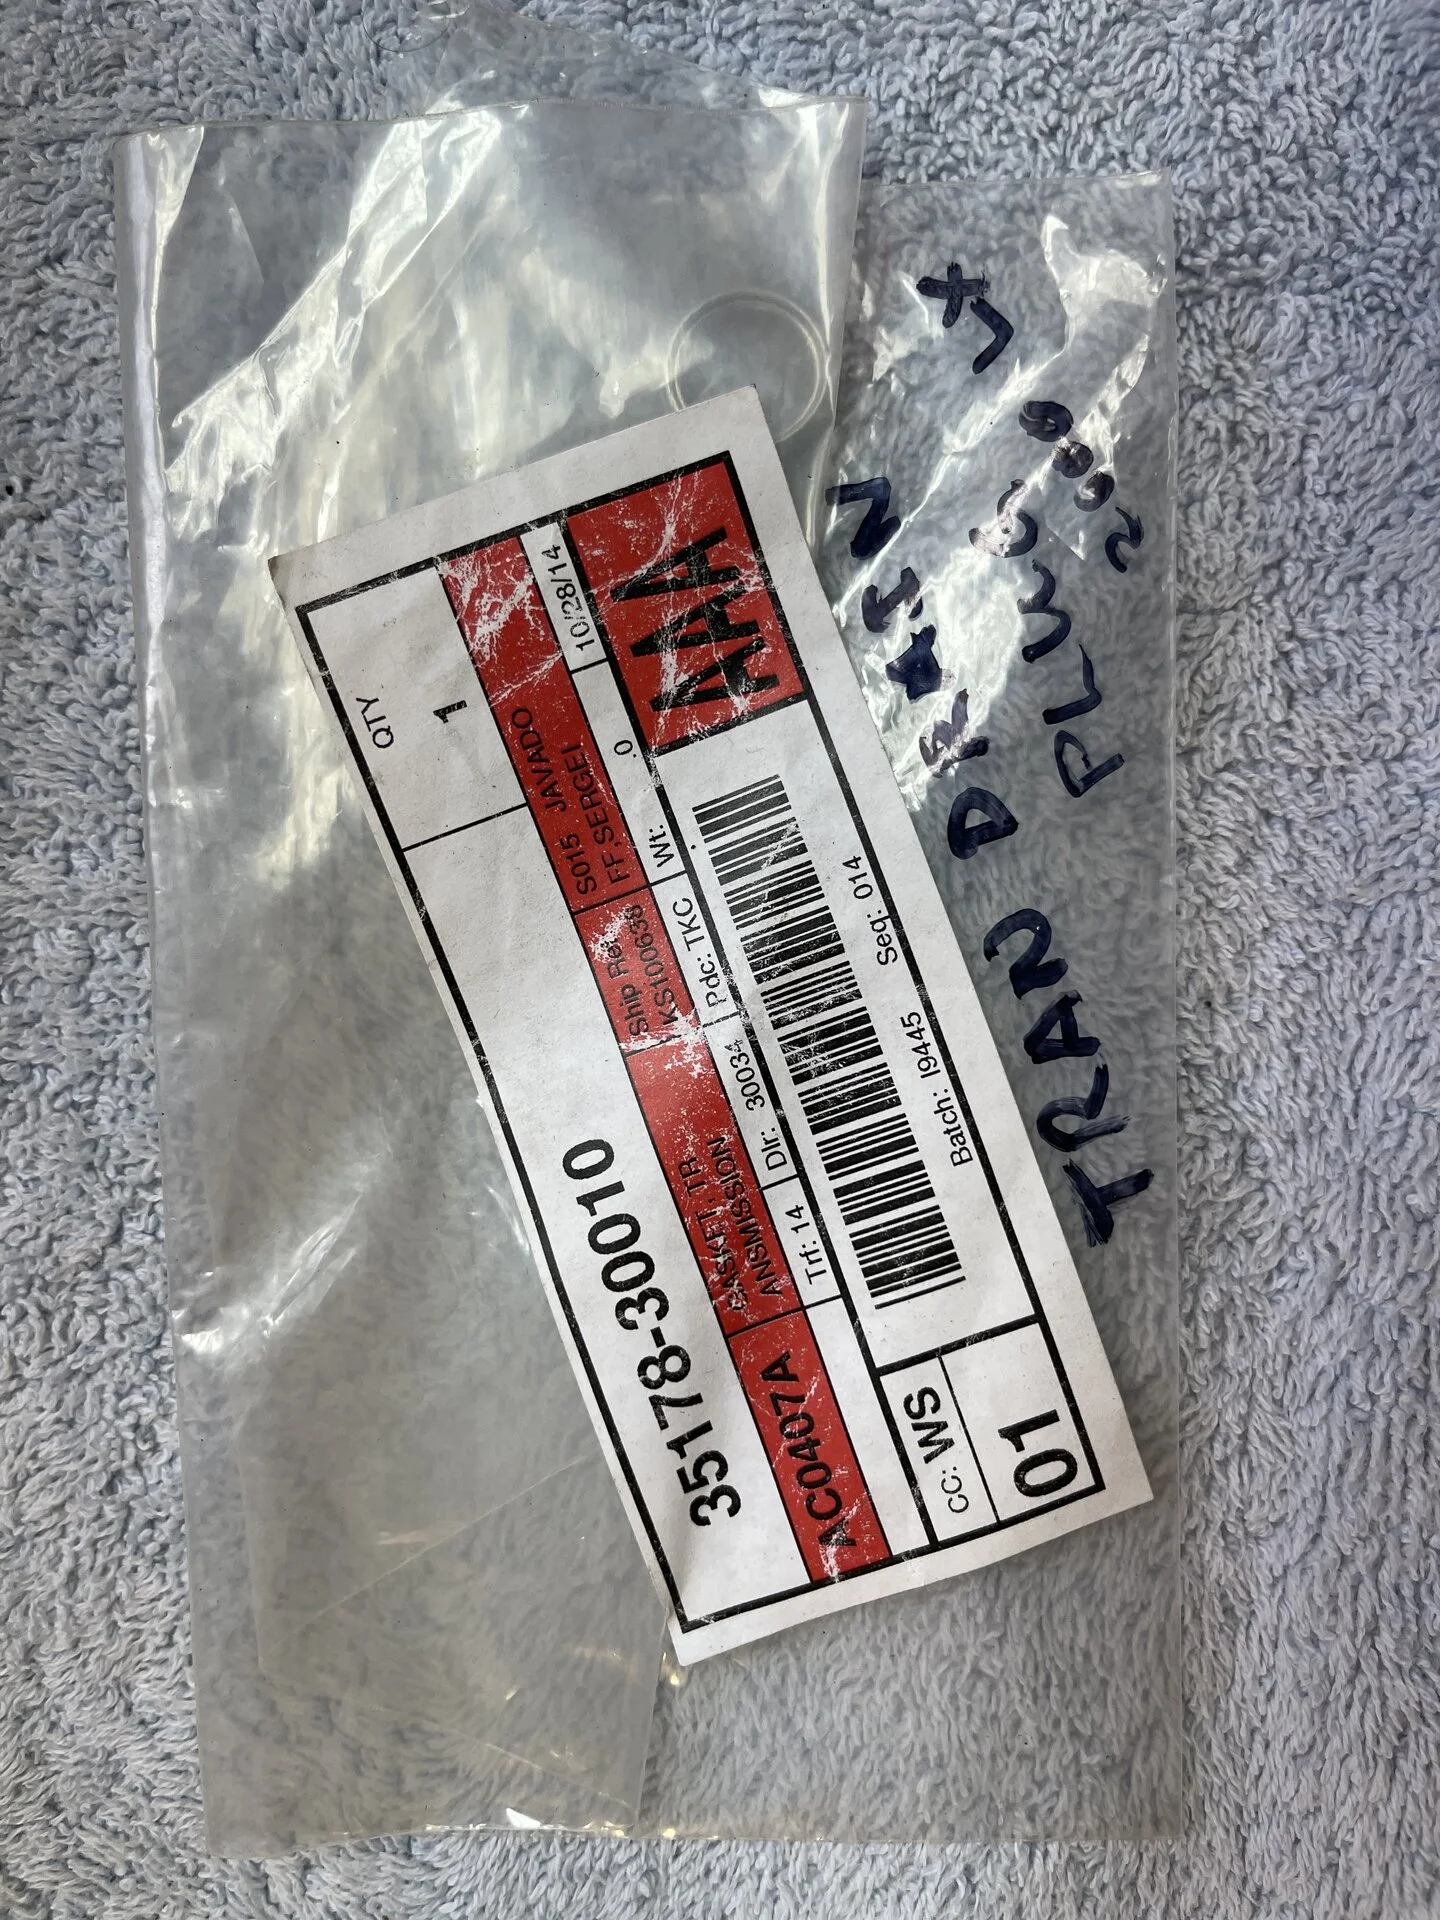 QTY
35178-30010
1
AC0407A
GASKET, TR
ANSMISSION
Ship Ref
KS100638
S015 JAVADO
FF.SERGEI
Trf: 14
Dlr: 30034
Pdc: TKC
Wt: .0
10/28/14
CC: WS
01
AAA
Batch: I9445
Seq: 014
TRAN DRAIN
PLUG